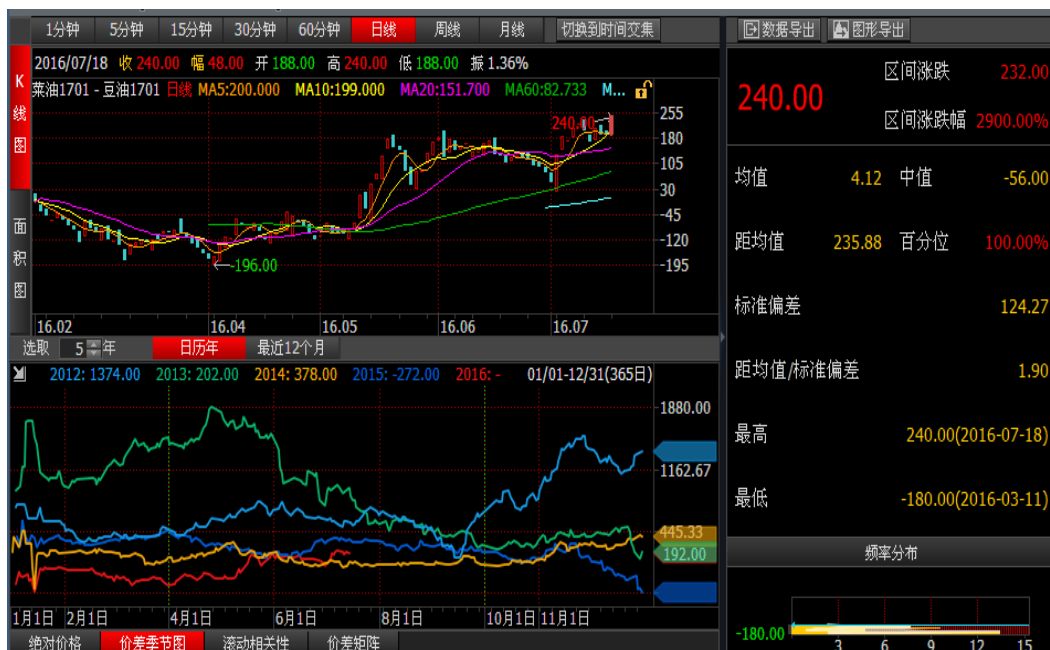 1分钟 5分钟 15分钟 30分钟 60分钟 日线 周线 月线 切换到时间交集
2016/07/18 收 240.00 幅 48.00 开 188.00 高 240.00 低 188.00 振 1.36%
菜油1701 - 豆油1701 日线 MA5:200.000 MA10:199.000 MA20:151.700 MA60:82.733 M...
K线图
面积图
255
240.00
180
105
30
-45
-120
-195
-196.00
16.02 16.04 16.05 16.06 16.07
选取 5 年 日历年 最近12个月
2012: 1374.00 2013: 202.00 2014: 378.00 2015: -272.00 2016: - 01/01-12/31(365日)
1880.00
1162.67
445.33
192.00
1月1日 2月1日 4月1日 6月1日 8月1日 10月1日 11月1日
绝对价格 价差季节图 滚动相关性 价差矩阵
数据导出 图形导出
240.00
区间涨跌 232.00
区间涨跌幅 2900.00%
均值 4.12 中值 -56.00
距均值 235.88 百分位 100.00%
标准偏差 124.27
距均值/标准偏差 1.90
最高 240.00(2016-07-18)
最低 -180.00(2016-03-11)
频率分布
-180.00
3 6 9 12 15